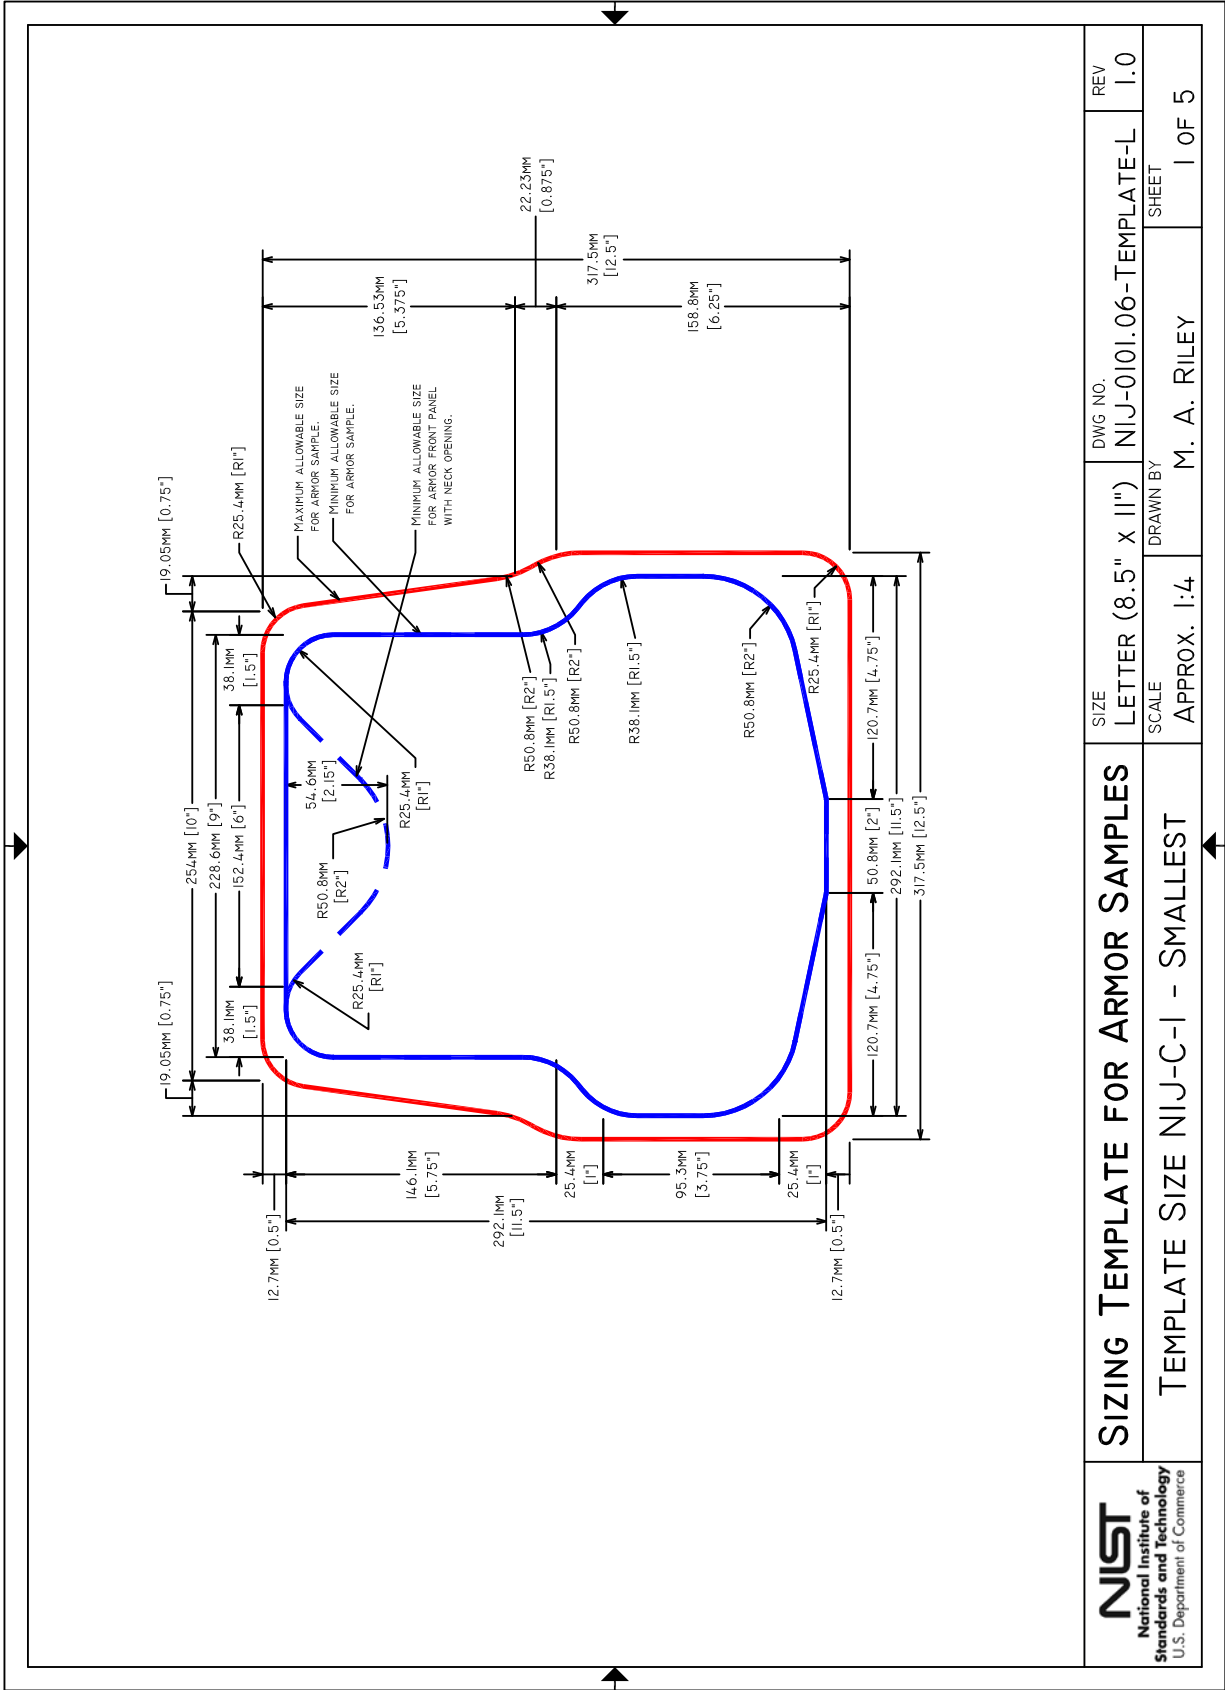 19.05MM [0.75"]
19.05MM [0.75"]
254MM [10"]
228.6MM [9"]
152.4MM [6"]
38.1MM
[1.5"]
38.1MM
[1.5"]
R25.4MM [R1"]
MAXIMUM ALLOWABLE SIZE
FOR ARMOR SAMPLE.
MINIMUM ALLOWABLE SIZE
FOR ARMOR SAMPLE.
MINIMUM ALLOWABLE SIZE
FOR ARMOR FRONT PANEL
WITH NECK OPENING.
136.53MM
[5.375"]
22.23MM
[0.875"]
317.5MM
[12.5"]
158.8MM
[6.25"]
12.7MM [0.5"]
146.1MM
[5.75"]
292.1MM
[11.5"]
25.4MM
[1"]
95.3MM
[3.75"]
25.4MM
[1"]
12.7MM [0.5"]
R25.4MM
[R1"]
R50.8MM
[R2"]
54.6MM
[2.15"]
R25.4MM
[R1"]
R50.8MM [R2"]
R38.1MM [R1.5"]
R50.8MM [R2"]
R38.1MM [R1.5"]
R50.8MM [R2"]
R25.4MM [R1"]
120.7MM [4.75"]
50.8MM [2"]
120.7MM [4.75"]
292.1MM [11.5"]
317.5MM [12.5"]
NIST
National Institute of
Standards and Technology
U.S. Department of Commerce
SIZING TEMPLATE FOR ARMOR SAMPLES
TEMPLATE SIZE NIJ-C-1 - SMALLEST
SIZE
LETTER (8.5" X 11")
DWG NO.
NIJ-0101.06-TEMPLATE-L
REV
1.0
SCALE
APPROX. 1:4
DRAWN BY
M. A. RILEY
SHEET
1 OF 5